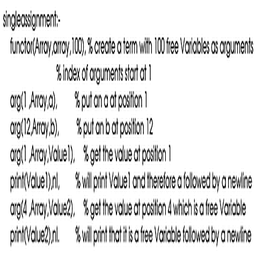 singleassignment:-
functor(Array,array,100), % create a term with 100 free Variables as arguments
% index of arguments start at 1
arg(1 ,Array,a), % put an a at position 1
arg(12,Array,b), % put an b at position 12
arg(1 ,Array,Value1), % get the value at position 1
print(Value1),nl, % will print Value1 and therefore a followed by a newline
arg(4 ,Array,Value2), % get the value at position 4 which is a free Variable
print(Value2),nl. % will print that it is a free Variable followed by a newline